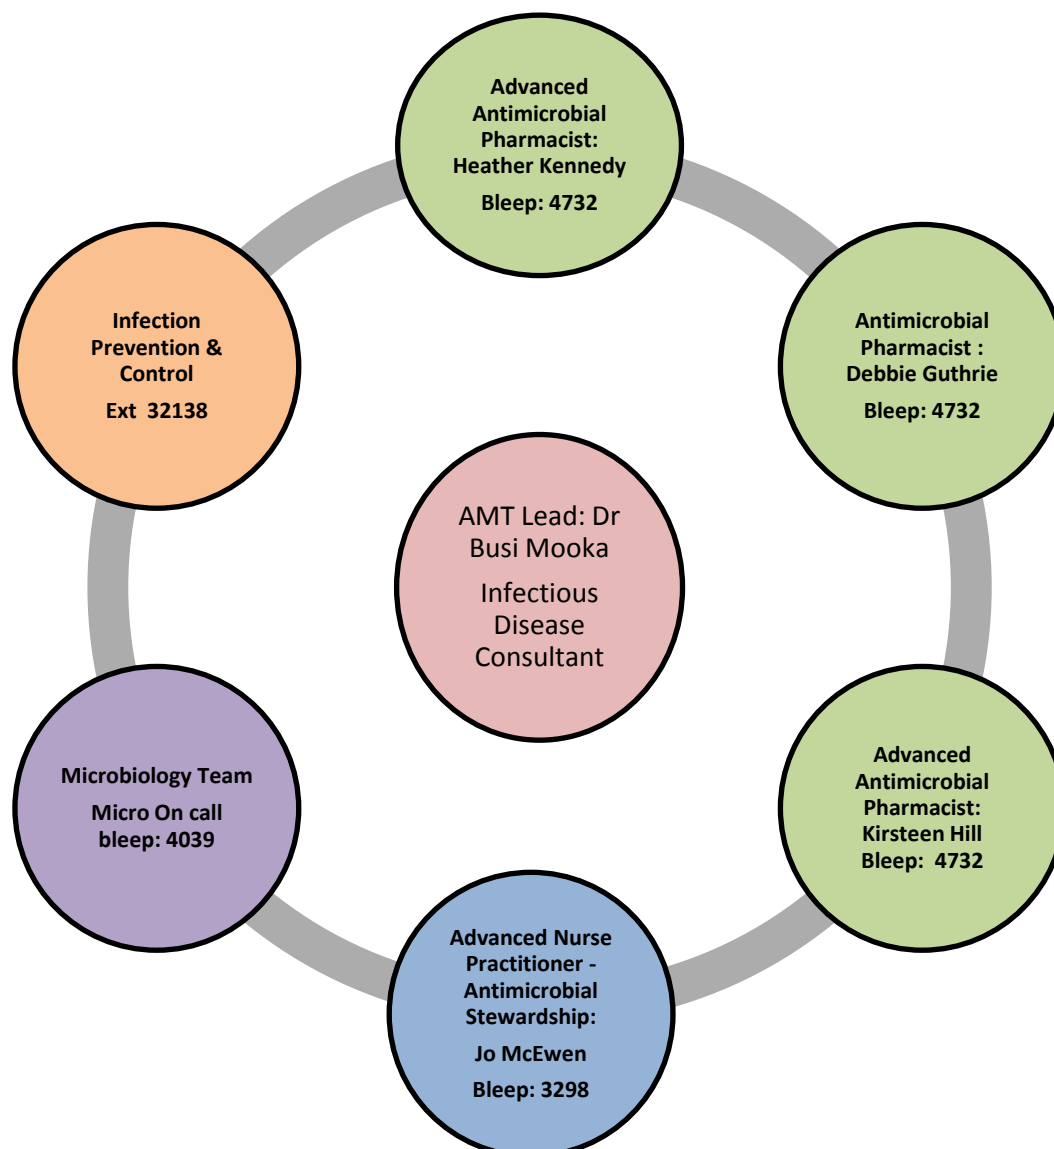 Advanced
Antimicrobial
Pharmacist:
Heather Kennedy
Bleep: 4732
Antimicrobial
Pharmacist :
Debbie Guthrie
Bleep: 4732
Advanced
Antimicrobial
Pharmacist:
Kirsteen Hill
Bleep:  4732
Advanced Nurse
Practitioner -
Antimicrobial
Stewardship:
Jo McEwen
Bleep: 3298
Microbiology Team
Micro On call
bleep: 4039
Infection
Prevention &
Control
Ext  32138
AMT Lead: Dr
Busi Mooka
Infectious
Disease
Consultant